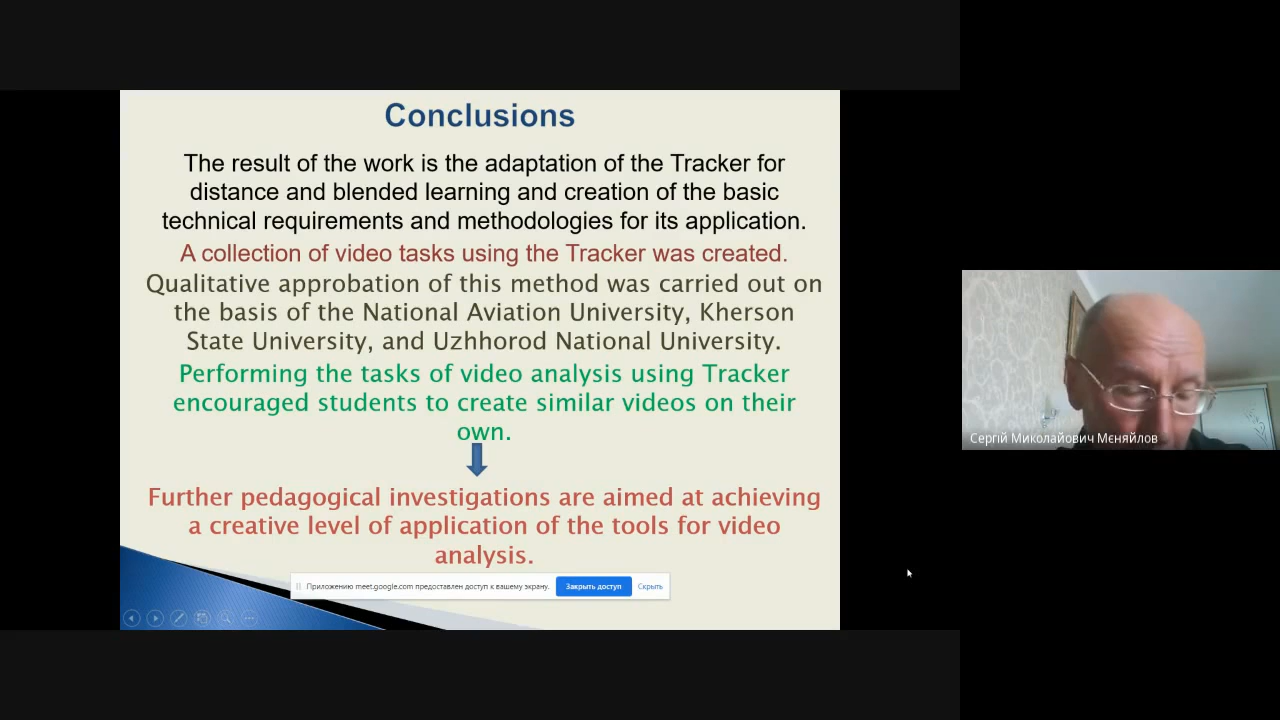 Conclusions
The result of the work is the adaptation of the Tracker for
distance and blended learning and creation of the basic
technical requirements and methodologies for its application.
A collection of video tasks using the Tracker was created.
Qualitative approbation of this method was carried out on
the basis of the National Aviation University, Kherson
State University, and Uzhhorod National University.
Performing the tasks of video analysis using Tracker
encouraged students to create similar videos on their
own.
Further pedagogical investigations are aimed at achieving
a creative level of application of the tools for video
analysis.
Приложению meet.google.com предоставлен доступ к вашему экрану.
Закрыть доступ
Скрыть
Сергій Миколайович Мєняйлов